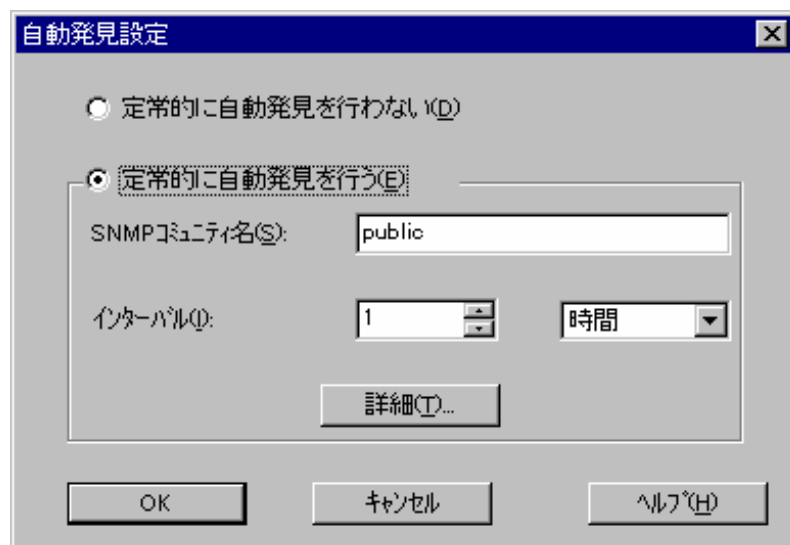 自動発見設定
定常的に自動発見を行わない(D)
定常的に自動発見を行う(E)
SNMPｺﾐｭﾆﾃｨ名(S): public
ｲﾝﾀｰﾊﾞﾙ(I): 1 時間
詳細(T)...
OK ｷｬﾝｾﾙ ﾍﾙﾌﾟ(H)